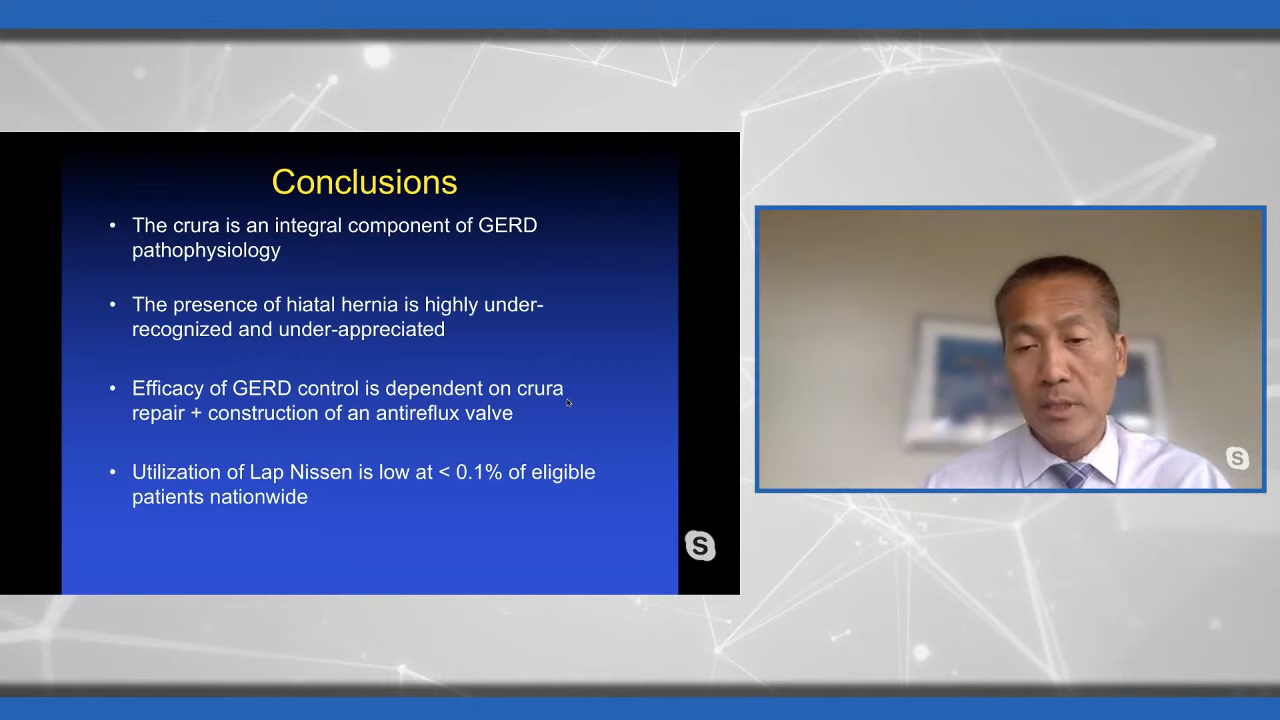 Conclusions
• The crura is an integral component of GERD
pathophysiology
• The presence of hiatal hernia is highly under-
recognized and under-appreciated
• Efficacy of GERD control is dependent on crura
repair + construction of an antireflux valve
• Utilization of Lap Nissen is low at < 0.1% of eligible
patients nationwide
S
S